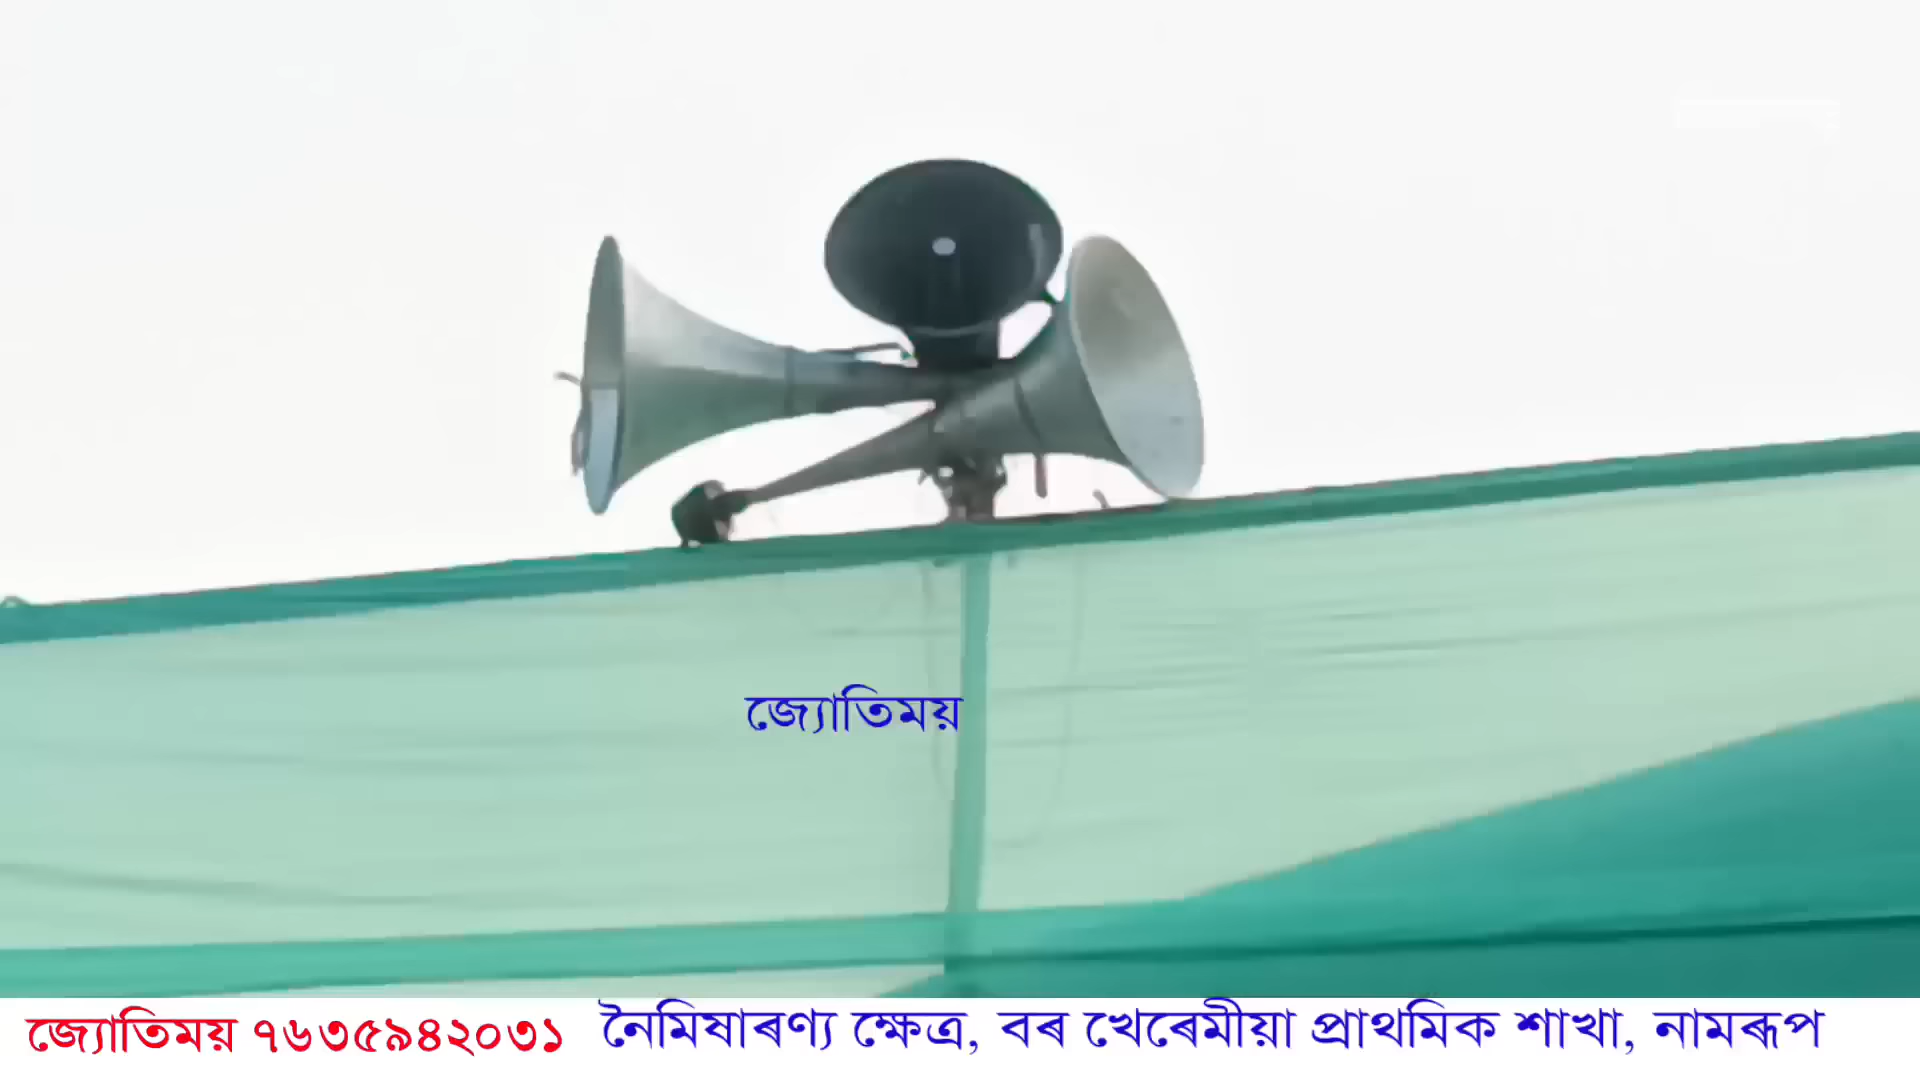 জ্যোতিময়
জ্যোতিময় ৭৬৩৫৯৪২০৩১ নৈমিষাৰণ্য ক্ষেত্ৰ, বৰ খেৰেমীয়া প্ৰাথমিক শাখা, নামৰূপ